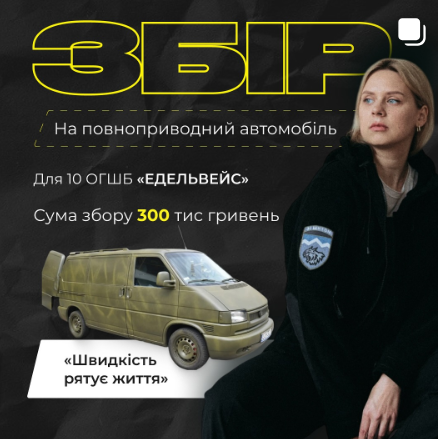 ЗБІР
На повноприводний автомобіль
Для 10 ОГШБ «ЕДЕЛЬВЕЙС»
Сума збору 300 тис гривень
«Швидкість
рятує життя»